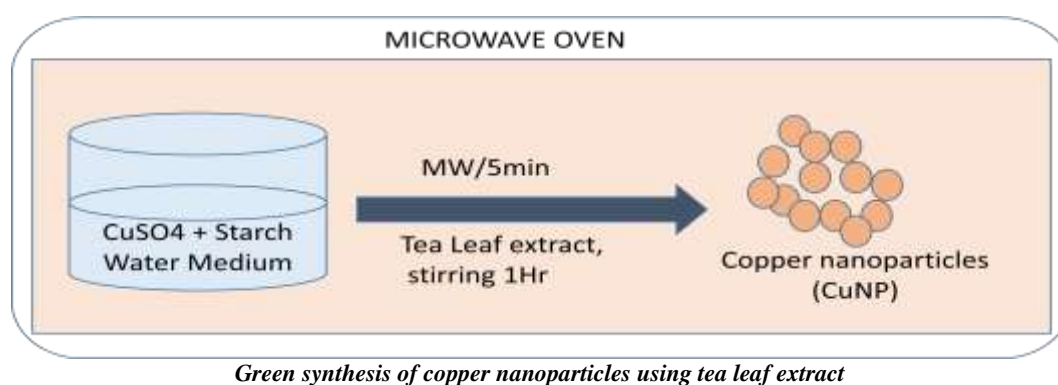 MICROWAVE OVEN
MW/5min
CuSO4 + Starch
Water Medium
Tea Leaf extract,
stirring 1Hr
Copper nanoparticles
(CuNP)
Green synthesis of copper nanoparticles using tea leaf extract